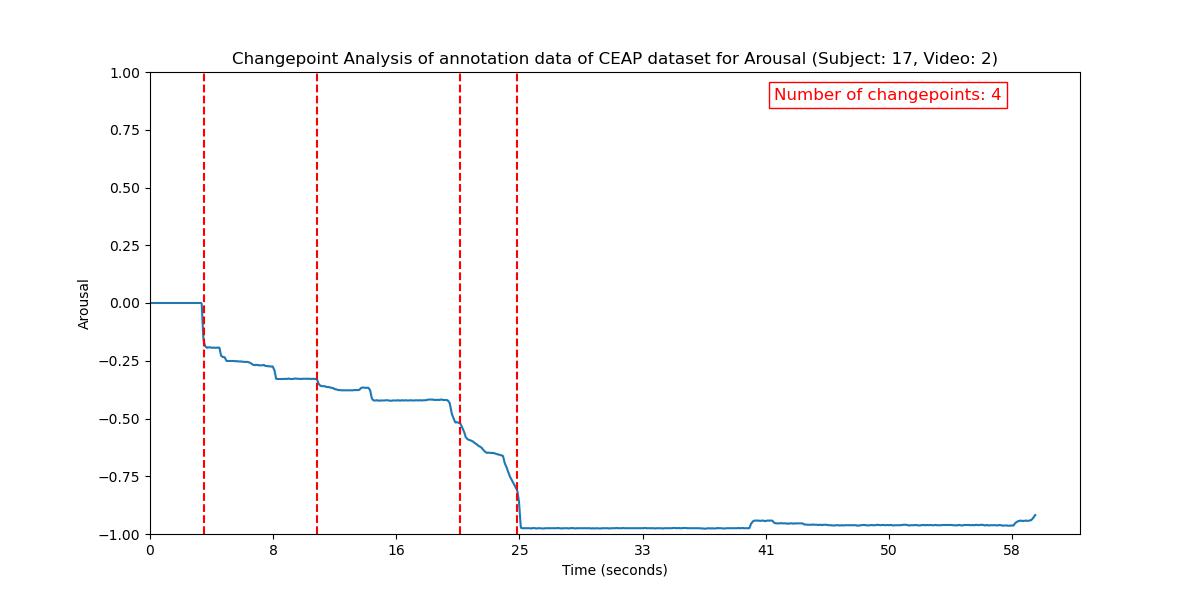 Changepoint Analysis of annotation data of CEAP dataset for Arousal (Subject: 17, Video: 2)
Number of changepoints: 4
1.00
0.75
0.50
0.25
0.00
−0.25
−0.50
−0.75
−1.00
Arousal
0 8 16 25 33 41 50 58
Time (seconds)